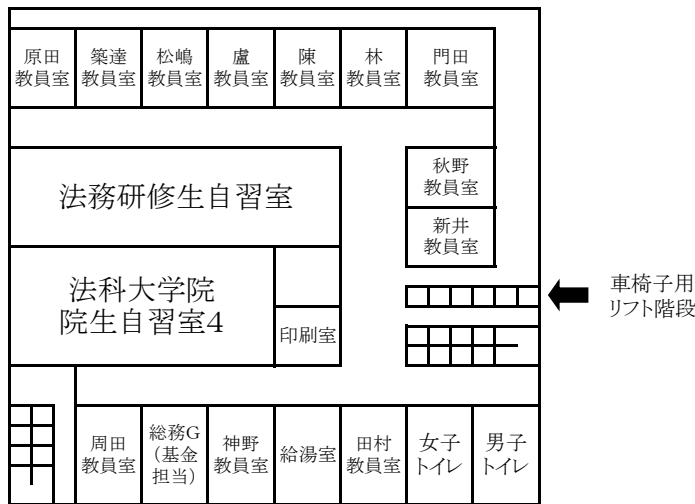 原田
教員室
築達
教員室
松嶋
教員室
盧
教員室
陳
教員室
林
教員室
門田
教員室
法務研修生自習室
秋野
教員室
新井
教員室
法科大学院
院生自習室4
印刷室
車椅子用
リフト階段
周田
教員室
総務G
(基金
担当)
神野
教員室
給湯室
田村
教員室
女子
トイレ
男子
トイレ